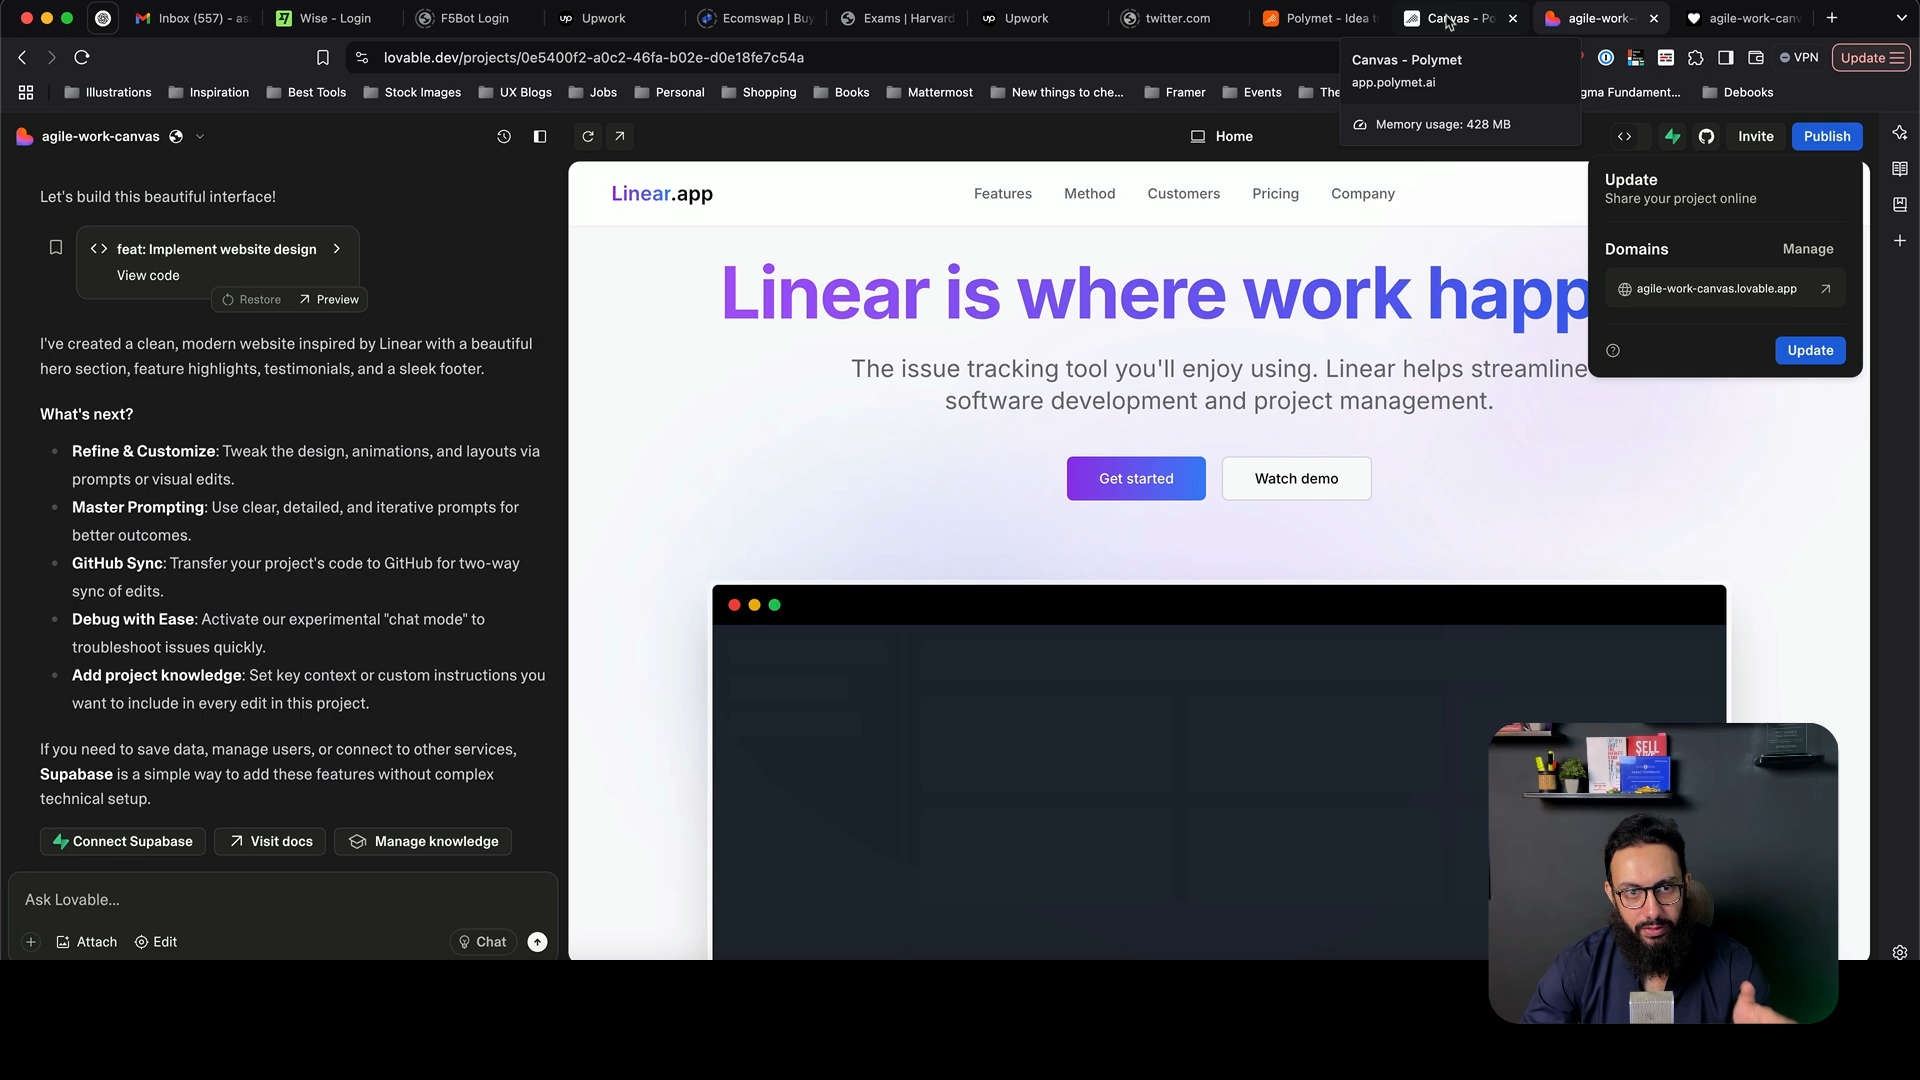 Inbox (557) - as
Wise - Login
F5Bot Login
Upwork
Ecomswap | Buy
Exams | Harvard
Upwork
twitter.com
Polymet - Idea to
Canvas - Po
agile-work-
agile-work-canv
lovable.dev/projects/0e5400f2-a0c2-46fa-b02e-d0e18fe7c54a
VPN
Update
Illustrations
Inspiration
Best Tools
Stock Images
UX Blogs
Jobs
Personal
Shopping
Books
Mattermost
New things to che...
Framer
Events
The
gma Fundament...
Debooks
Canvas - Polymet
app.polymet.ai
Memory usage: 428 MB
agile-work-canvas
Home
Invite
Publish
Let's build this beautiful interface!
feat: Implement website design
View code
Restore
Preview
I've created a clean, modern website inspired by Linear with a beautiful
hero section, feature highlights, testimonials, and a sleek footer.
What's next?
Refine & Customize: Tweak the design, animations, and layouts via
prompts or visual edits.
Master Prompting: Use clear, detailed, and iterative prompts for
better outcomes.
GitHub Sync: Transfer your project's code to GitHub for two-way
sync of edits.
Debug with Ease: Activate our experimental "chat mode" to
troubleshoot issues quickly.
Add project knowledge: Set key context or custom instructions you
want to include in every edit in this project.
If you need to save data, manage users, or connect to other services,
Supabase is a simple way to add these features without complex
technical setup.
Connect Supabase
Visit docs
Manage knowledge
Ask Lovable...
Attach
Edit
Chat
Linear.app
Features
Method
Customers
Pricing
Company
Linear is where work happ
The issue tracking tool you'll enjoy using. Linear helps streamline
software development and project management.
Get started
Watch demo
Update
Share your project online
Domains
Manage
agile-work-canvas.lovable.app
Update
SELL